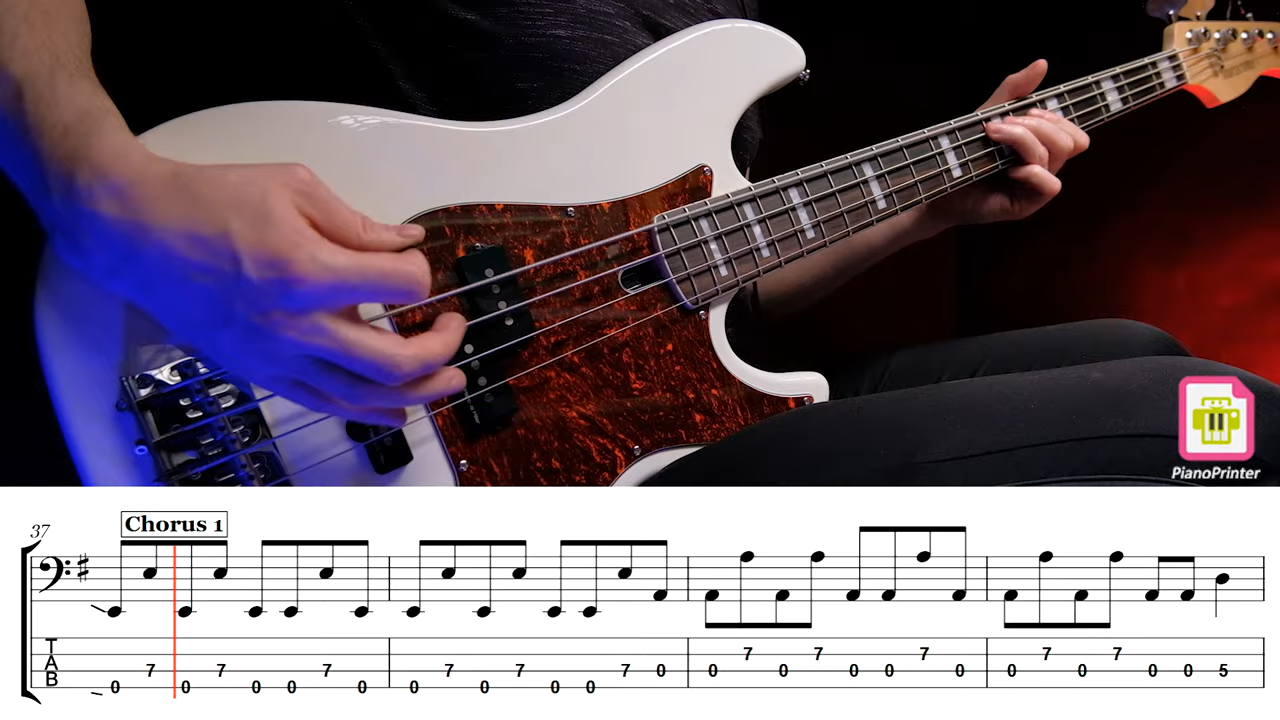 PianoPrinter
37
Chorus 1
T
A
B
7 7 7 7 7 7
7 7 7 7 7 0 0 0 0 0 0 0 0 0 0 0 5
0 0 0 0 0 0 0 0 0